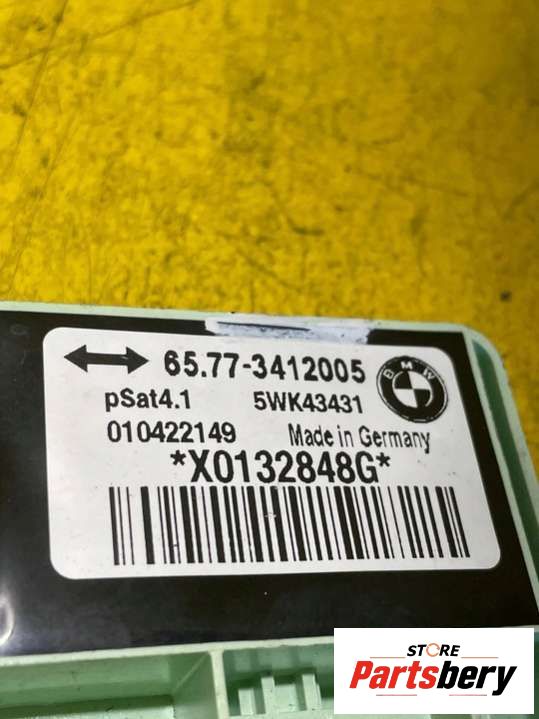 65.77-3412005
BMW
pSat4.1 5WK43431
010422149 Made in Germany
*X0132848G*
STORE
Partsbery